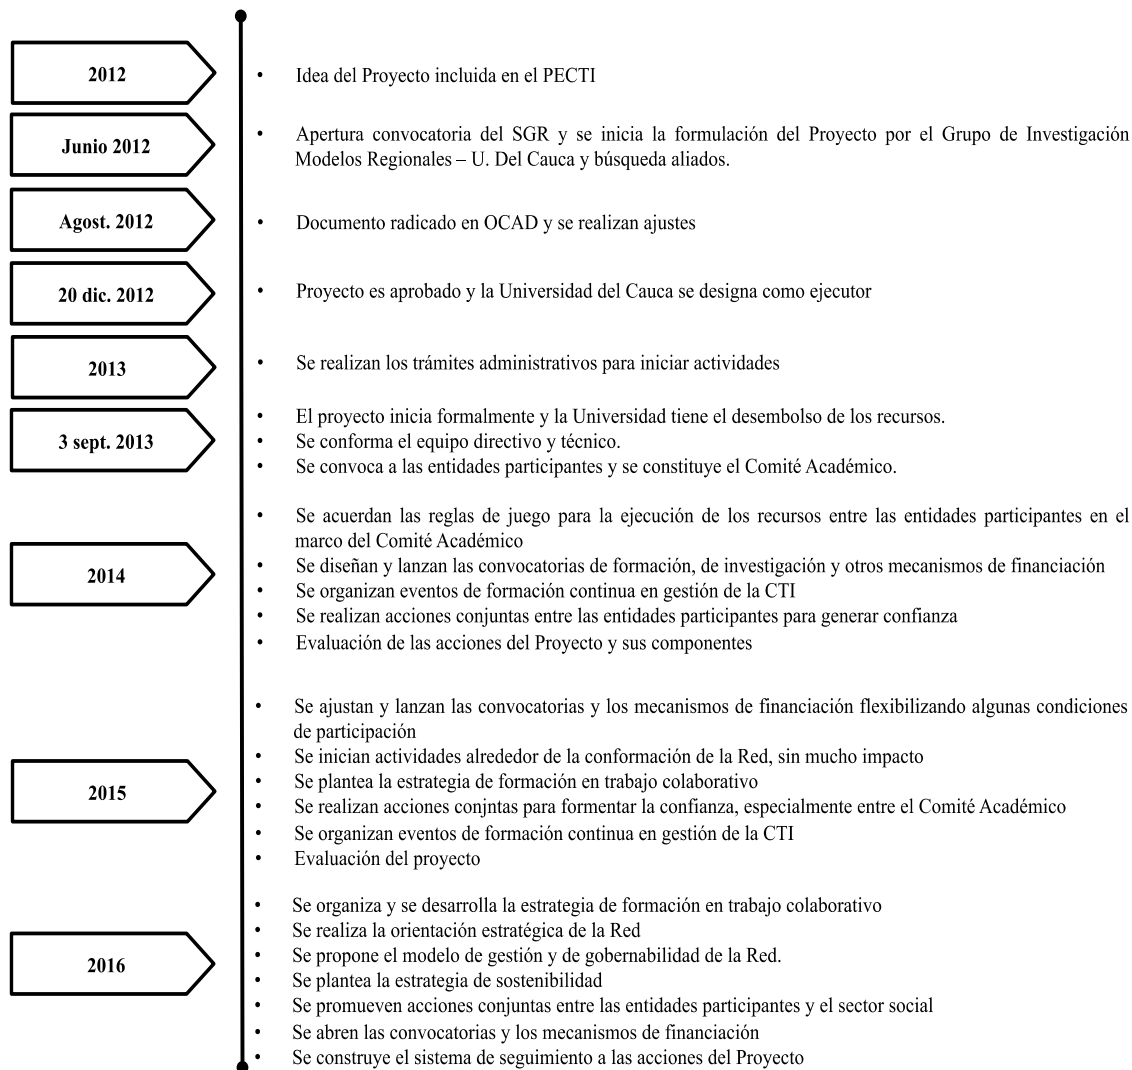 2012
• Idea del Proyecto incluida en el PECTI
Junio 2012
• Apertura convocatoria del SGR y se inicia la formulación del Proyecto por el Grupo de Investigación
Modelos Regionales – U. Del Cauca y búsqueda aliados.
Agost. 2012
• Documento radicado en OCAD y se realizan ajustes
20 dic. 2012
• Proyecto es aprobado y la Universidad del Cauca se designa como ejecutor
2013
• Se realizan los trámites administrativos para iniciar actividades
3 sept. 2013
• El proyecto inicia formalmente y la Universidad tiene el desembolso de los recursos.
• Se conforma el equipo directivo y técnico.
• Se convoca a las entidades participantes y se constituye el Comité Académico.
2014
• Se acuerdan las reglas de juego para la ejecución de los recursos entre las entidades participantes en el
marco del Comité Académico
• Se diseñan y lanzan las convocatorias de formación, de investigación y otros mecanismos de financiación
• Se organizan eventos de formación continua en gestión de la CTI
• Se realizan acciones conjuntas entre las entidades participantes para generar confianza
• Evaluación de las acciones del Proyecto y sus componentes
2015
• Se ajustan y lanzan las convocatorias y los mecanismos de financiación flexibilizando algunas condiciones
de participación
• Se inician actividades alrededor de la conformación de la Red, sin mucho impacto
• Se plantea la estrategia de formación en trabajo colaborativo
• Se realizan acciones conjntas para formentar la confianza, especialmente entre el Comité Académico
• Se organizan eventos de formación continua en gestión de la CTI
• Evaluación del proyecto
2016
• Se organiza y se desarrolla la estrategia de formación en trabajo colaborativo
• Se realiza la orientación estratégica de la Red
• Se propone el modelo de gestión y de gobernabilidad de la Red.
• Se plantea la estrategia de sostenibilidad
• Se promueven acciones conjuntas entre las entidades participantes y el sector social
• Se abren las convocatorias y los mecanismos de financiación
• Se construye el sistema de seguimiento a las acciones del Proyecto